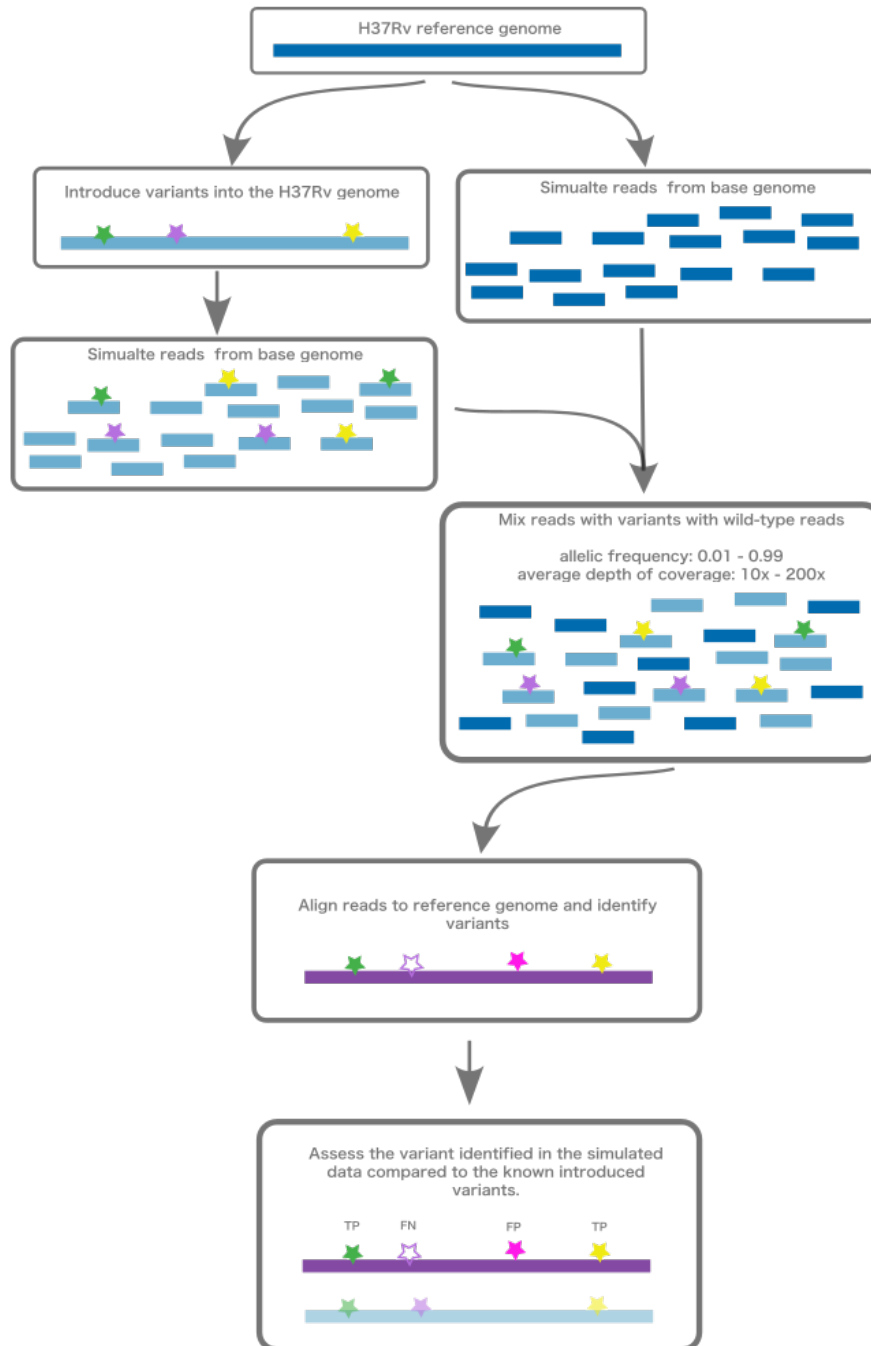 H37Rv reference genome
Introduce variants into the H37Rv genome
Simualte reads from base genome
Simualte reads from base genome
Mix reads with variants with wild-type reads
allelic frequency: 0.01 - 0.99
average depth of coverage: 10x - 200x
Align reads to reference genome and identify
variants
Assess the variant identified in the simulated
data compared to the known introduced
variants.
TP FN FP TP